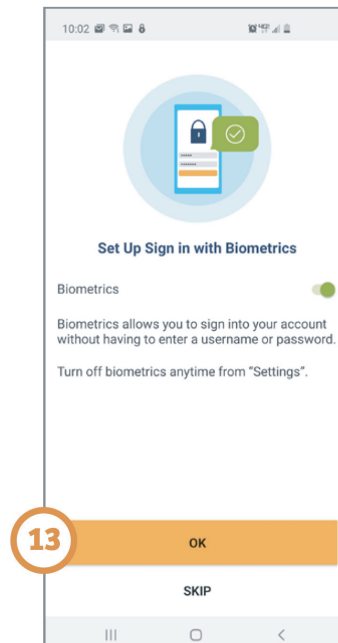 10:02
Set Up Sign in with Biometrics
Biometrics
Biometrics allows you to sign into your account
without having to enter a username or password.
Turn off biometrics anytime from “Settings”.
13
OK
SKIP